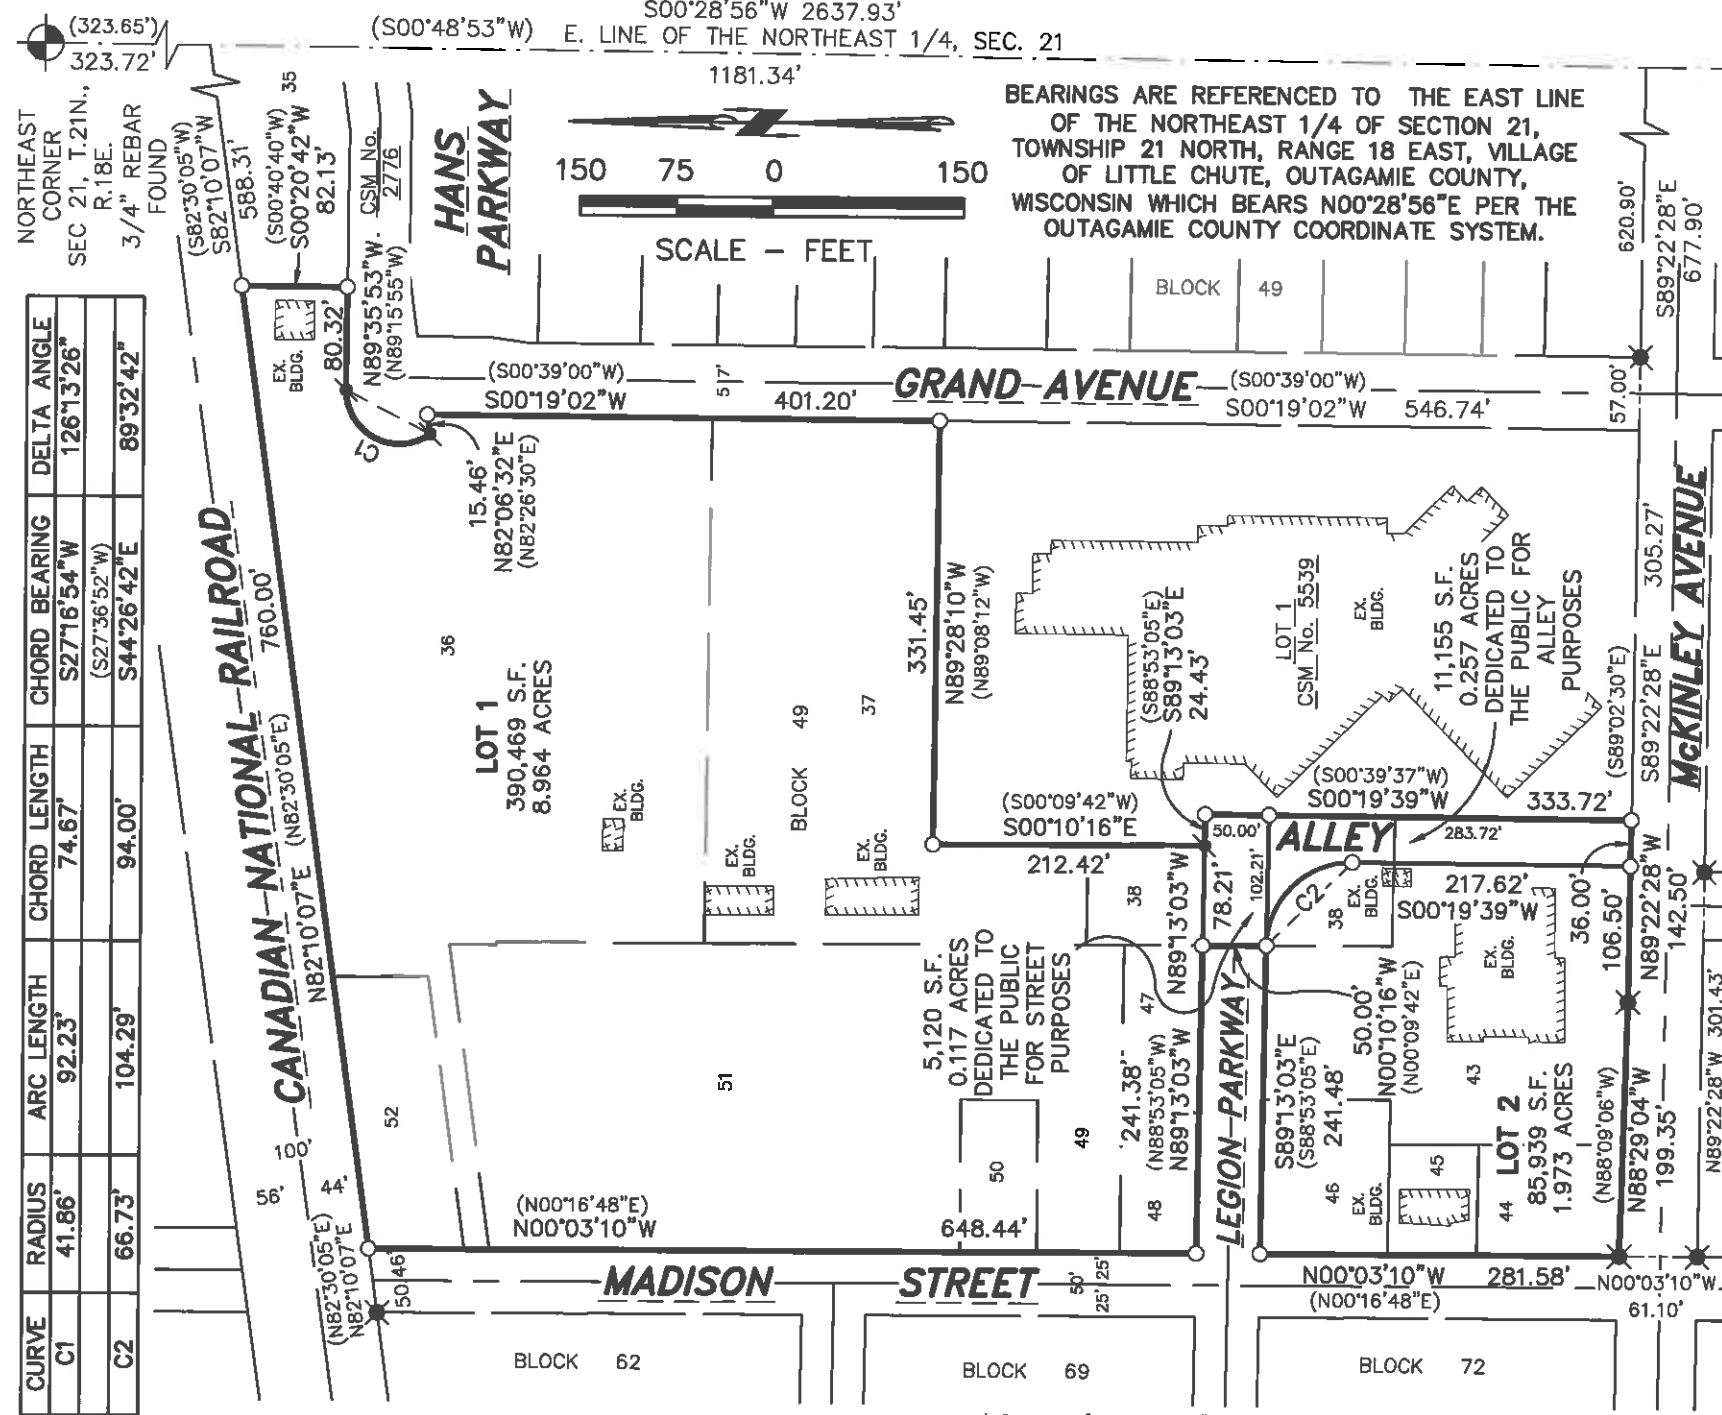 S00°28'56"W 2637.93'
(S00°48'53"W) E. LINE OF THE NORTHEAST 1/4, SEC. 21
1181.34'
(323.65')
323.72'
NORTHEAST
CORNER
SEC 21, T.21N.,
R.18E.
3/4" REBAR
FOUND
(S82°30'05"W)
S82°10'07"W
588.31'
(S00°40'40"W)
S00°20'42"W
82.13'
35
CSM No.
2776
HANS
PARKWAY
150 75 0 150
SCALE - FEET
BEARINGS ARE REFERENCED TO THE EAST LINE
OF THE NORTHEAST 1/4 OF SECTION 21,
TOWNSHIP 21 NORTH, RANGE 18 EAST, VILLAGE
OF LITTLE CHUTE, OUTAGAMIE COUNTY,
WISCONSIN WHICH BEARS N00°28'56"E PER THE
OUTAGAMIE COUNTY COORDINATE SYSTEM.
BLOCK 49
620.90'
S89°22'28"E
677.90'
57.00'
CURVE RADIUS ARC LENGTH CHORD LENGTH CHORD BEARING DELTA ANGLE
C1 41.86' 92.23' 74.67' S27°16'54"W 126°13'26"
(S27°36'52"W)
C2 66.73' 104.29' 94.00' S44°26'42"E 89°32'42"
EX.
BLDG.
80.32'
N89°35'53"W
(N89°15'55"W)
(S00°39'00"W)
S00°19'02"W 401.20'
517'
GRAND AVENUE
(S00°39'00"W)
S00°19'02"W 546.74'
C1
15.46'
N82°06'32"E
(N82°26'30"E)
CANADIAN NATIONAL RAILROAD
760.00'
N82°10'07"E (N82°30'05"E)
36
LOT 1
390,469 S.F.
8.964 ACRES
EX.
BLDG.
EX.
BLDG.
EX.
BLDG.
BLOCK 49
37
331.45'
N89°28'10"W
(N89°08'12"W)
(S00°09'42"W)
S00°10'16"E
212.42'
(S88°53'05"E)
S89°13'03"E
24.43'
LOT 1
CSM No. 5539
EX.
BLDG.
11,155 S.F.
0.257 ACRES
DEDICATED TO
THE PUBLIC FOR
ALLEY
PURPOSES
305.27'
(S89°02'30"E)
S89°22'28"E
McKINLEY AVENUE
(S00°39'37"W)
S00°19'39"W 333.72'
50.00'
ALLEY
283.72'
78.21'
102.21'
N89°13'03"W
C2
38
38
EX.
BLDG.
217.62'
S00°19'39"W
36.00'
106.50'
N89°22'28"W
142.50'
EX.
BLDG.
5,120 S.F.
0.117 ACRES
DEDICATED TO
THE PUBLIC
FOR STREET
PURPOSES
47
241.38'
(N88°53'05"W)
N89°13'03"W
LEGION PARKWAY
S89°13'03"E
(S88°53'05"E)
241.48'
50.00'
N00°10'16"W
(N00°09'42"E)
43
LOT 2
85,939 S.F.
1.973 ACRES
(N88°09'06"W)
N88°29'04"W
199.35'
N89°22'28"W 301.43'
52
51
50
49
48
46
EX.
BLDG.
45
44
100'
56' 44'
(N82°30'05"E)
N82°10'07"E
50.46'
(N00°16'48"E)
N00°03'10"W 648.44'
MADISON STREET
50'
25' 25'
N00°03'10"W 281.58'
(N00°16'48"E)
N00°03'10"W
61.10'
BLOCK 62
BLOCK 69
BLOCK 72